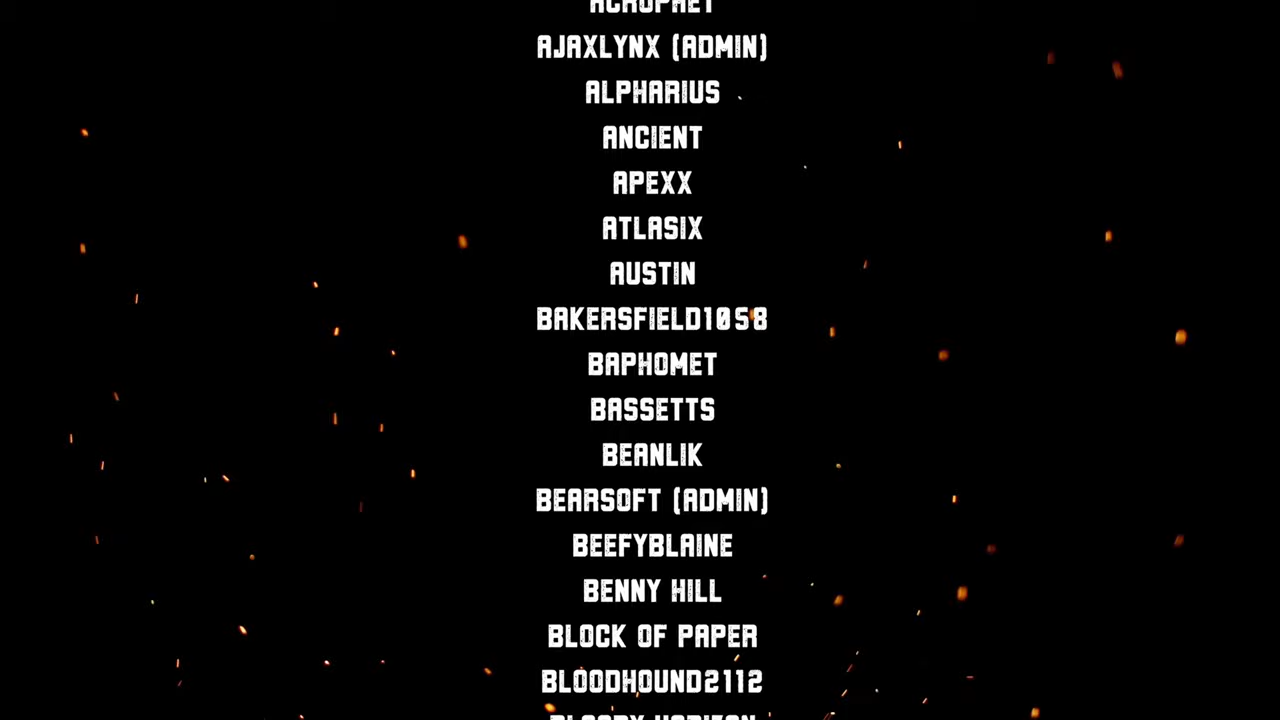 AJAXLYNX (ADMIN)
ALPHARIUS
ANCIENT
APEXX
ATLASIX
AUSTIN
BAKERSFIELD1058
BAPHOMET
BASSETTS
BEANLIK
BEARSOFT (ADMIN)
BEEFYBLAINE
BENNY HILL
BLOCK OF PAPER
BLOODHOUND2112